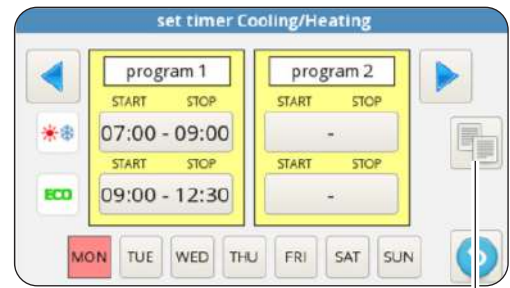 set timer Cooling/Heating
program 1 program 2
START STOP START STOP
07:00 - 09:00 -
START STOP START STOP
ECO 09:00 - 12:30 -
MON TUE WED THU FRI SAT SUN